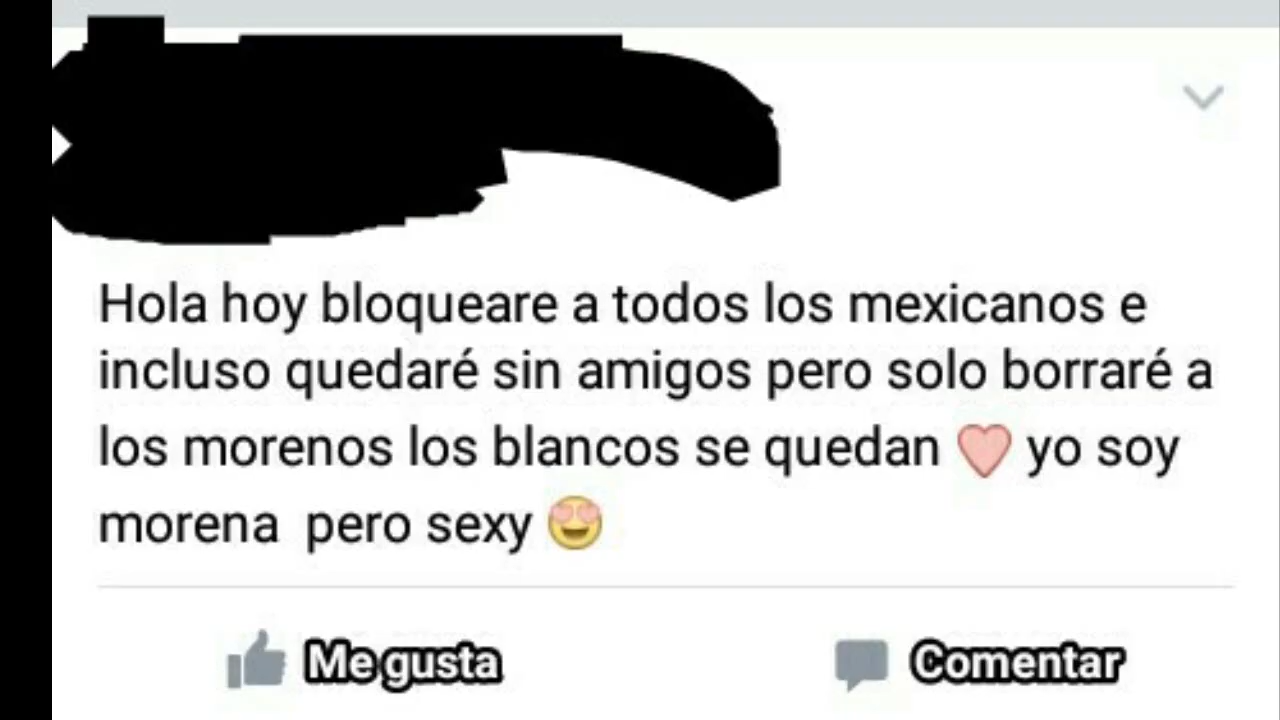 Hola hoy bloqueare a todos los mexicanos e
incluso quedaré sin amigos pero solo borraré a
los morenos los blancos se quedan ❤ yo soy
morena pero sexy 😍
Me gusta
Comentar